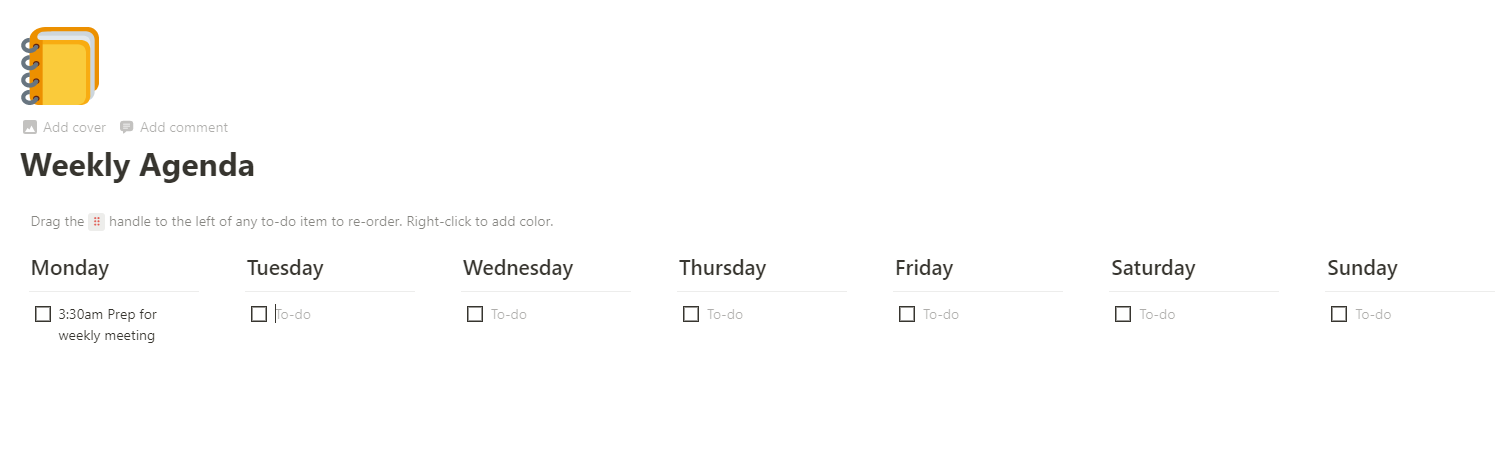 Add cover Add comment
Weekly Agenda
Drag the ⠿ handle to the left of any to-do item to re-order. Right-click to add color.
Monday Tuesday Wednesday Thursday Friday Saturday Sunday
3:30am Prep for To-do To-do To-do To-do To-do To-do
weekly meeting